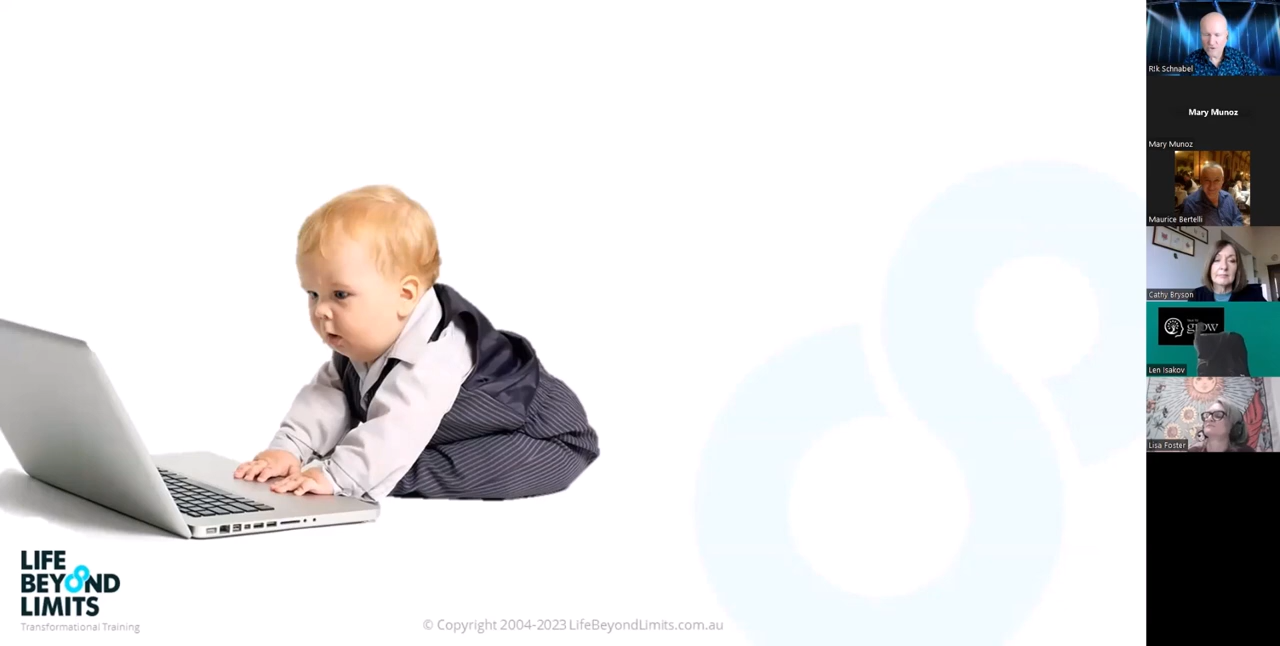 LIFE
BEYOND
LIMITS
Transformational Training
© Copyright 2004-2023 LifeBeyondLimits.com.au
R!k Schnabel
Mary Munoz
Mary Munoz
Maurice Bertelli
Cathy Bryson
grow
Len Isakov
Lisa Foster